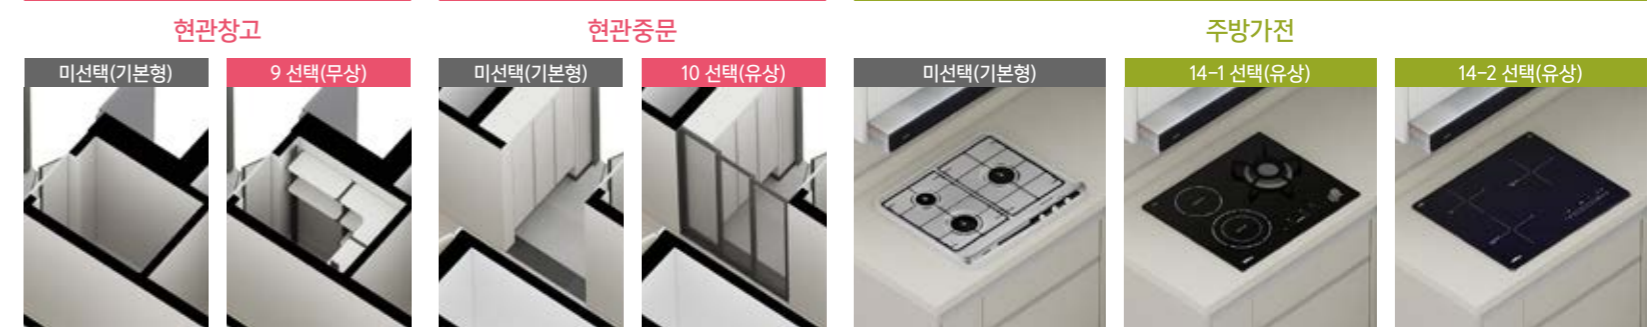 현관창고
현관중문
주방가전
미선택(기본형)
9 선택(무상)
미선택(기본형)
10 선택(유상)
미선택(기본형)
14-1 선택(유상)
14-2 선택(유상)